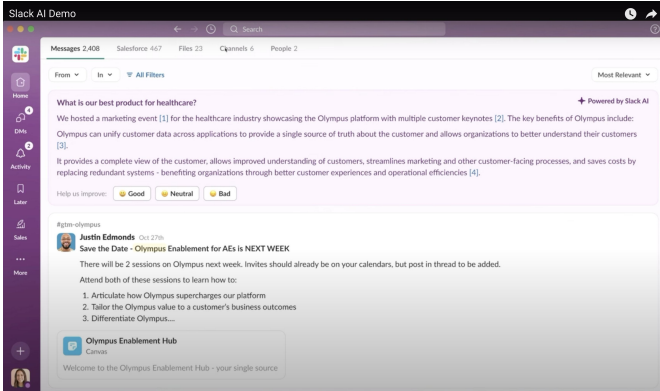 Slack AI Demo
Search
Messages 2,408 Salesforce 467 Files 23 Channels 6 People 2
From In All Filters Most Relevant
Home
DMs 4
Activity 2
Later
Sales
More
What is our best product for healthcare? Powered by Slack AI
We hosted a marketing event [1] for the healthcare industry showcasing the Olympus platform with multiple customer keynotes [2]. The key benefits of Olympus include:
Olympus can unify customer data across applications to provide a single source of truth about the customer and allows organizations to better understand their customers
[3].
It provides a complete view of the customer, allows improved understanding of customers, streamlines marketing and other customer-facing processes, and saves costs by
replacing redundant systems - benefiting organizations through better customer experiences and operational efficiencies [4].
Help us improve: Good Neutral Bad
#gtm-olympus
Justin Edmonds Oct 27th
Save the Date - Olympus Enablement for AEs is NEXT WEEK
There will be 2 sessions on Olympus next week. Invites should already be on your calendars, but post in thread to be added.
Attend both of these sessions to learn how to:
1. Articulate how Olympus supercharges our platform
2. Tailor the Olympus value to a customer's business outcomes
3. Differentiate Olympus....
Olympus Enablement Hub
Canvas
Welcome to the Olympus Enablement Hub - your single source